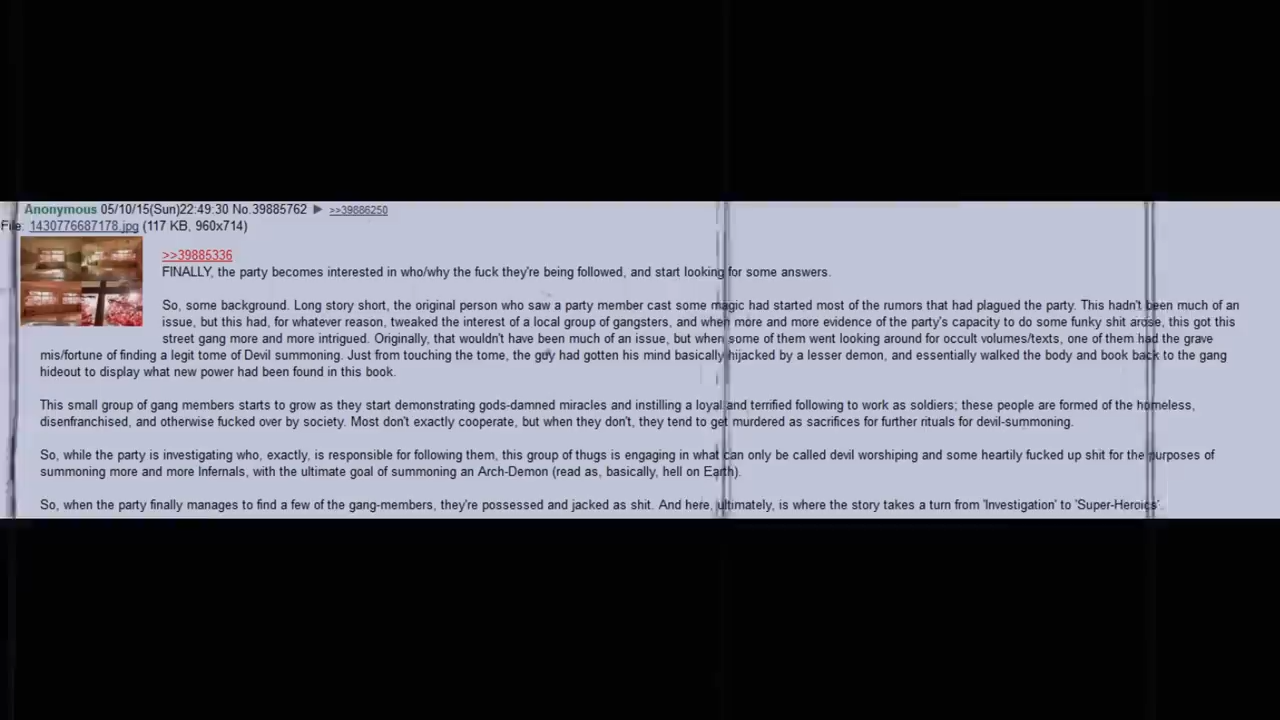 Anonymous 05/10/15(Sun)22:49:30 No.39885762 ▶ >>39886250
File: 1430776687178.jpg (117 KB, 960x714)
>>39885336
FINALLY, the party becomes interested in who/why the fuck they're being followed, and start looking for some answers.
So, some background. Long story short, the original person who saw a party member cast some magic had started most of the rumors that had plagued the party. This hadn't been much of an
issue, but this had, for whatever reason, tweaked the interest of a local group of gangsters, and when more and more evidence of the party's capacity to do some funky shit arose, this got this
street gang more and more intrigued. Originally, that wouldn't have been much of an issue, but when some of them went looking around for occult volumes/texts, one of them had the grave
mis/fortune of finding a legit tome of Devil summoning. Just from touching the tome, the guy had gotten his mind basically hijacked by a lesser demon, and essentially walked the body and book back to the gang
hideout to display what new power had been found in this book.
This small group of gang members starts to grow as they start demonstrating gods-damned miracles and instilling a loyal and terrified following to work as soldiers; these people are formed of the homeless,
disenfranchised, and otherwise fucked over by society. Most don't exactly cooperate, but when they don't, they tend to get murdered as sacrifices for further rituals for devil-summoning.
So, while the party is investigating who, exactly, is responsible for following them, this group of thugs is engaging in what can only be called devil worshiping and some heartily fucked up shit for the purposes of
summoning more and more Infernals, with the ultimate goal of summoning an Arch-Demon (read as, basically, hell on Earth).
So, when the party finally manages to find a few of the gang-members, they're possessed and jacked as shit. And here, ultimately, is where the story takes a turn from 'Investigation' to 'Super-Heroics'.